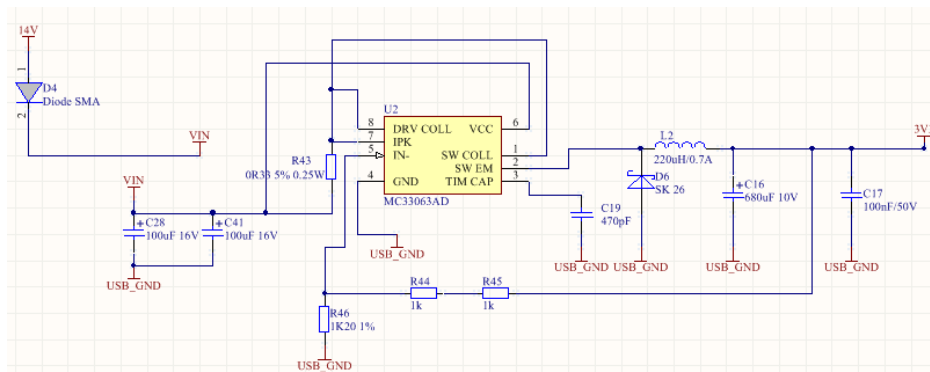 14V
1
D4
Diode SMA
2
VIN
VIN
C28
100uF 16V
C41
100uF 16V
USB_GND
R43
0R33 5% 0.25W
U2
8 DRV COLL VCC 6
7 IPK
5 IN-
SW COLL 1
SW EM 2
4 GND TIM CAP 3
MC33063AD
USB_GND
C19
470pF
USB_GND
L2
220uH/0.7A
D6
SK 26
USB_GND
C16
680uF 10V
USB_GND
C17
100nF/50V
USB_GND
R44
1k
R45
1k
R46
1K20 1%
USB_GND